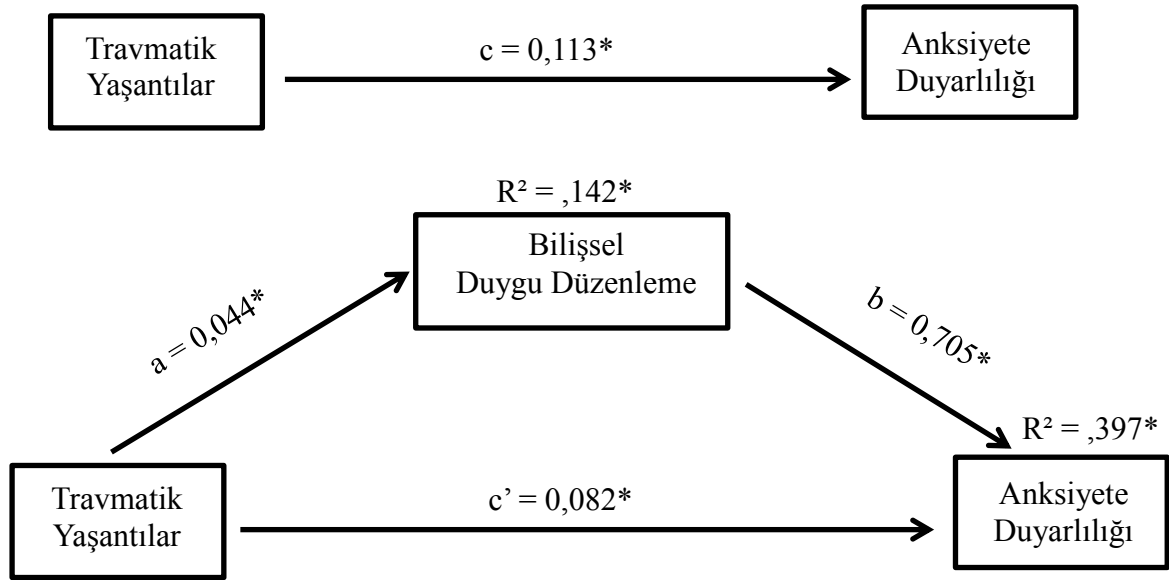 Travmatik
Yaşantılar
c = 0,113*
Anksiyete
Duyarlılığı
R² = ,142*
Bilişsel
Duygu Düzenleme
a = 0,044*
b = 0,705*
R² = ,397*
Travmatik
Yaşantılar
c’ = 0,082*
Anksiyete
Duyarlılığı